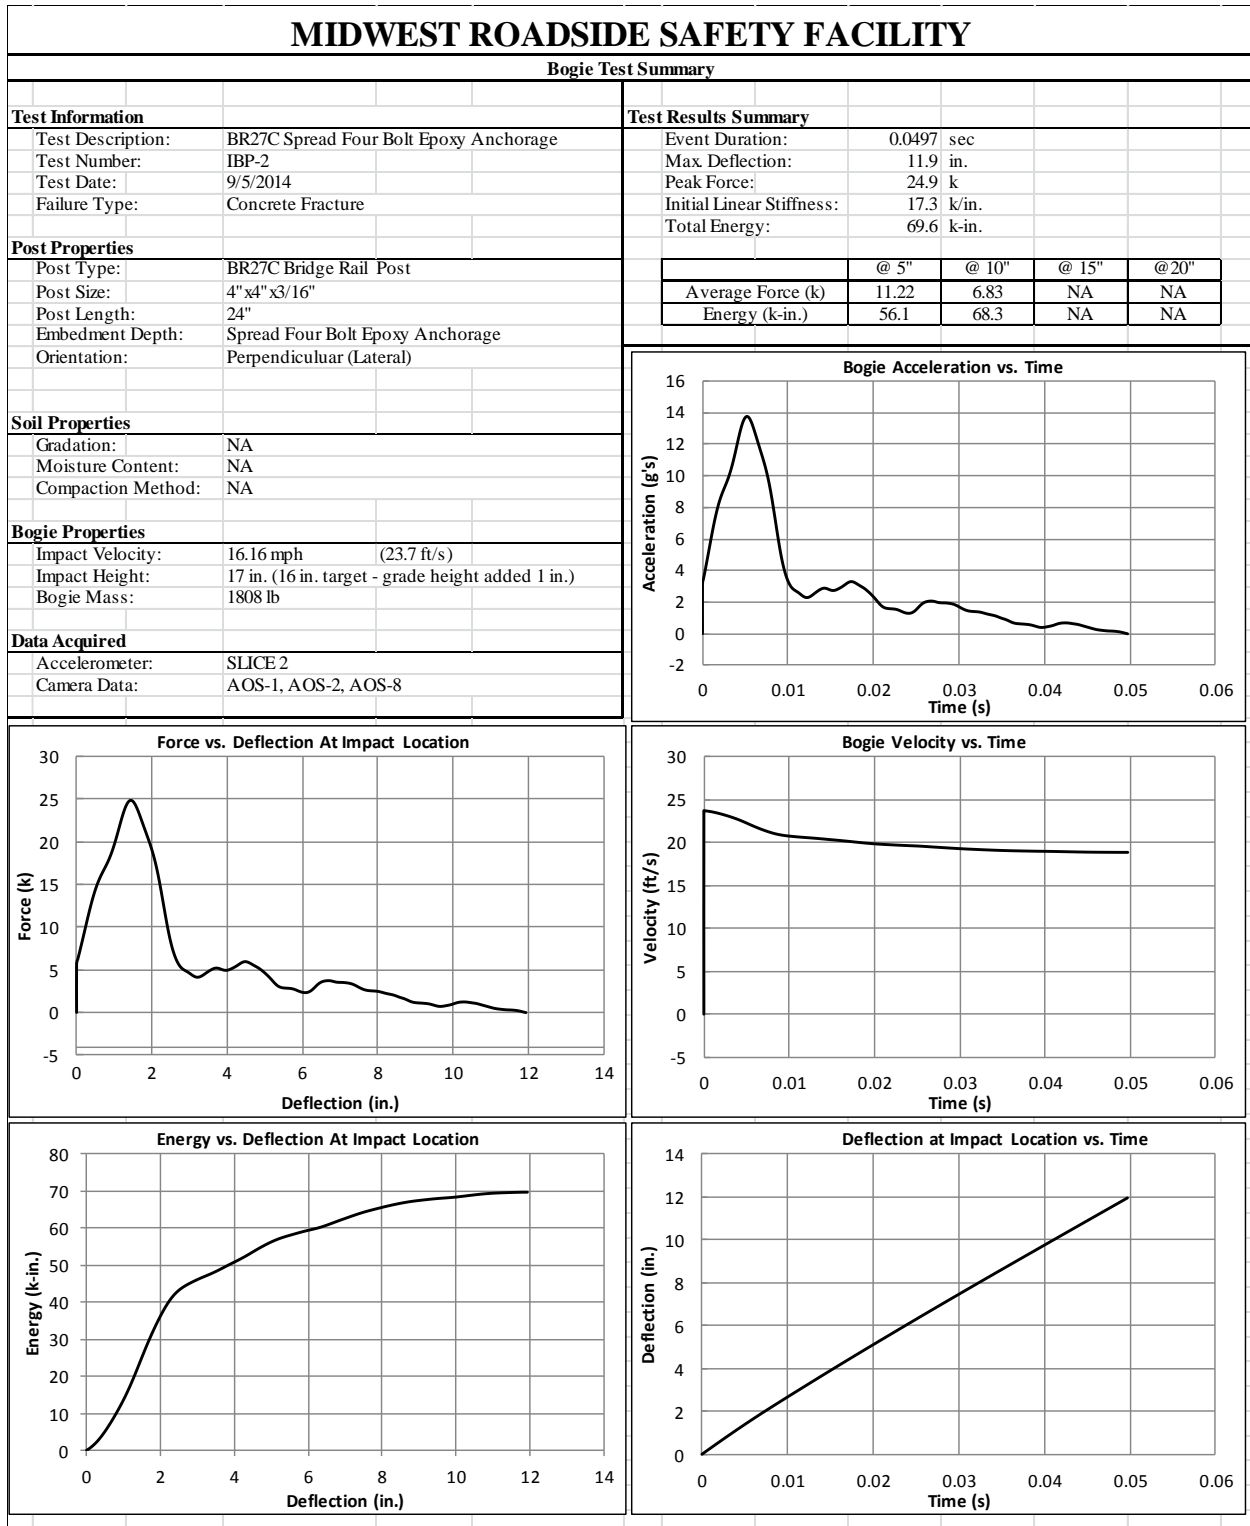 MIDWEST ROADSIDE SAFETY FACILITY
Bogie Test Summary
Test Information
Test Description: BR27C Spread Four Bolt Epoxy Anchorage
Test Number: IBP-2
Test Date: 9/5/2014
Failure Type: Concrete Fracture
Post Properties
Post Type: BR27C Bridge Rail Post
Post Size: 4"x4"x3/16"
Post Length: 24"
Embedment Depth: Spread Four Bolt Epoxy Anchorage
Orientation: Perpendiculuar (Lateral)
Soil Properties
Gradation: NA
Moisture Content: NA
Compaction Method: NA
Bogie Properties
Impact Velocity: 16.16 mph (23.7 ft/s)
Impact Height: 17 in. (16 in. target - grade height added 1 in.)
Bogie Mass: 1808 lb
Data Acquired
Accelerometer: SLICE 2
Camera Data: AOS-1, AOS-2, AOS-8
Test Results Summary
Event Duration: 0.0497 sec
Max. Deflection: 11.9 in.
Peak Force: 24.9 k
Initial Linear Stiffness: 17.3 k/in.
Total Energy: 69.6 k-in.
@ 5" @ 10" @ 15" @20"
Average Force (k) 11.22 6.83 NA NA
Energy (k-in.) 56.1 68.3 NA NA
Bogie Acceleration vs. Time
Acceleration (g's)
16
14
12
10
8
6
4
2
0
-2
0 0.01 0.02 0.03 0.04 0.05 0.06
Time (s)
Force vs. Deflection At Impact Location
Force (k)
30
25
20
15
10
5
0
-5
0 2 4 6 8 10 12 14
Deflection (in.)
Bogie Velocity vs. Time
Velocity (ft/s)
30
25
20
15
10
5
0
-5
0 0.01 0.02 0.03 0.04 0.05 0.06
Time (s)
Energy vs. Deflection At Impact Location
Energy (k-in.)
80
70
60
50
40
30
20
10
0
0 2 4 6 8 10 12 14
Deflection (in.)
Deflection at Impact Location vs. Time
Deflection (in.)
14
12
10
8
6
4
2
0
0 0.01 0.02 0.03 0.04 0.05 0.06
Time (s)